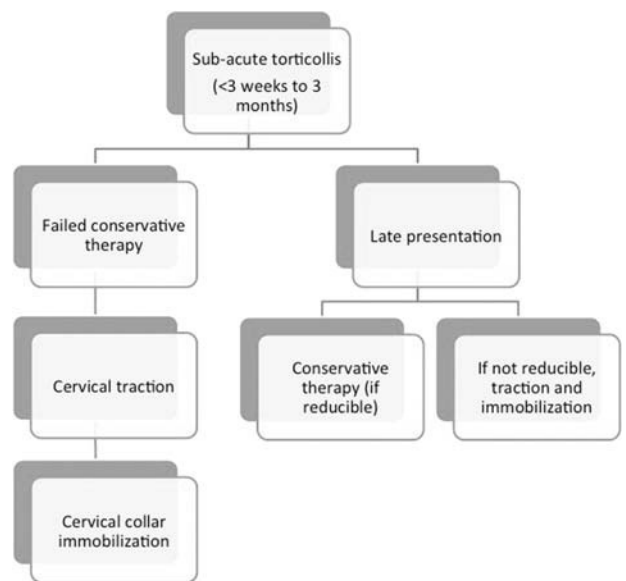 Sub-acute torticollis
(<3 weeks to 3
months)
Failed conservative
therapy
Late presentation
Cervical traction
Conservative
therapy (if
reducible)
If not reducible,
traction and
immobilization
Cervical collar
immobilization